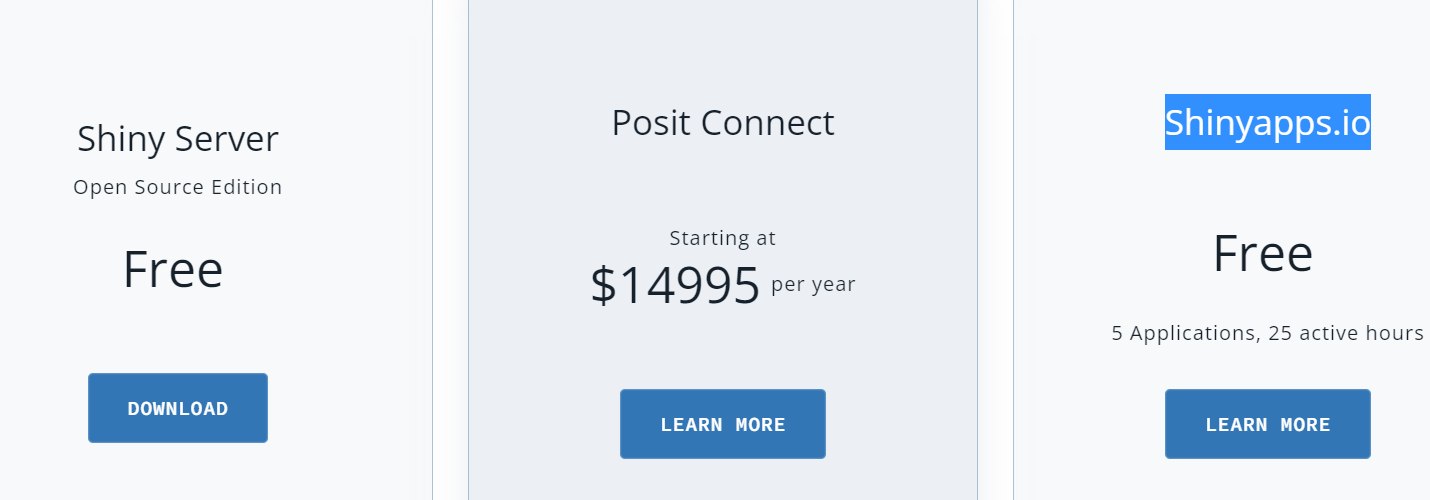 Shiny Server
Open Source Edition
Free
DOWNLOAD
Posit Connect
Starting at
$14995 per year
LEARN MORE
Shinyapps.io
Free
5 Applications, 25 active hours
LEARN MORE